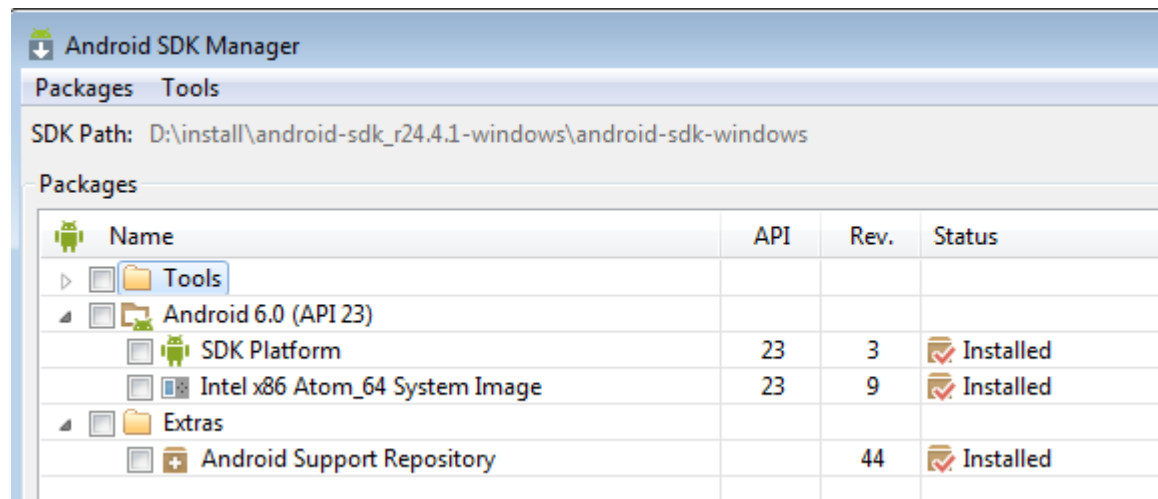 Android SDK Manager
Packages Tools
SDK Path: D:\install\android-sdk_r24.4.1-windows\android-sdk-windows
Packages
Name API Rev. Status
Tools
Android 6.0 (API 23)
SDK Platform 23 3 Installed
Intel x86 Atom_64 System Image 23 9 Installed
Extras
Android Support Repository 44 Installed